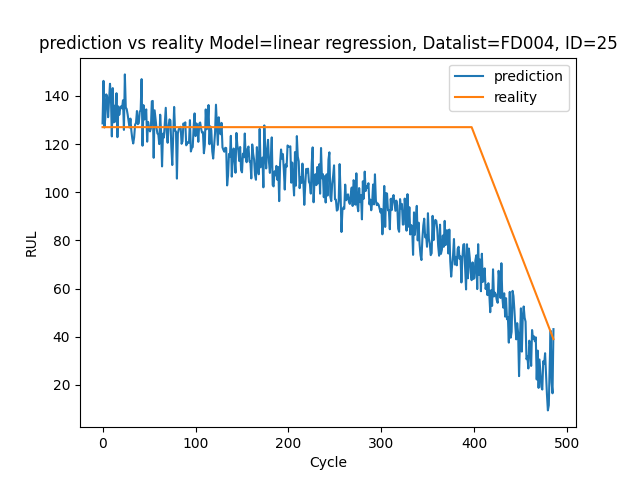 prediction vs reality Model=linear regression, Datalist=FD004, ID=25
prediction
reality
140
120
100
80
60
40
20
RUL
0
100
200
300
400
500
Cycle